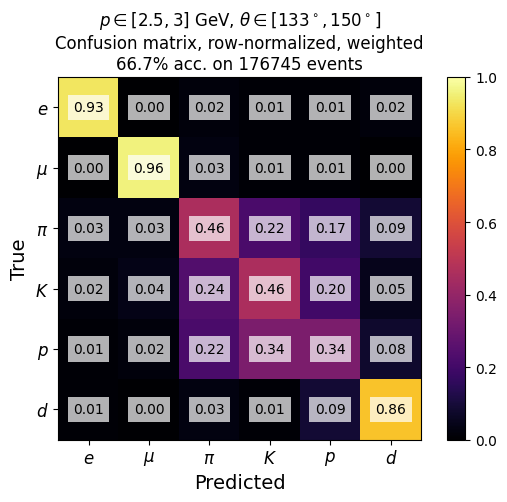 p ∈ [2.5, 3] GeV, θ ∈ [133°, 150°]
Confusion matrix, row-normalized, weighted
66.7% acc. on 176745 events
True
e 0.93 0.00 0.02 0.01 0.01 0.02
μ 0.00 0.96 0.03 0.01 0.01 0.00
π 0.03 0.03 0.46 0.22 0.17 0.09
K 0.02 0.04 0.24 0.46 0.20 0.05
p 0.01 0.02 0.22 0.34 0.34 0.08
d 0.01 0.00 0.03 0.01 0.09 0.86
e μ π K p d
Predicted
1.0
0.8
0.6
0.4
0.2
0.0